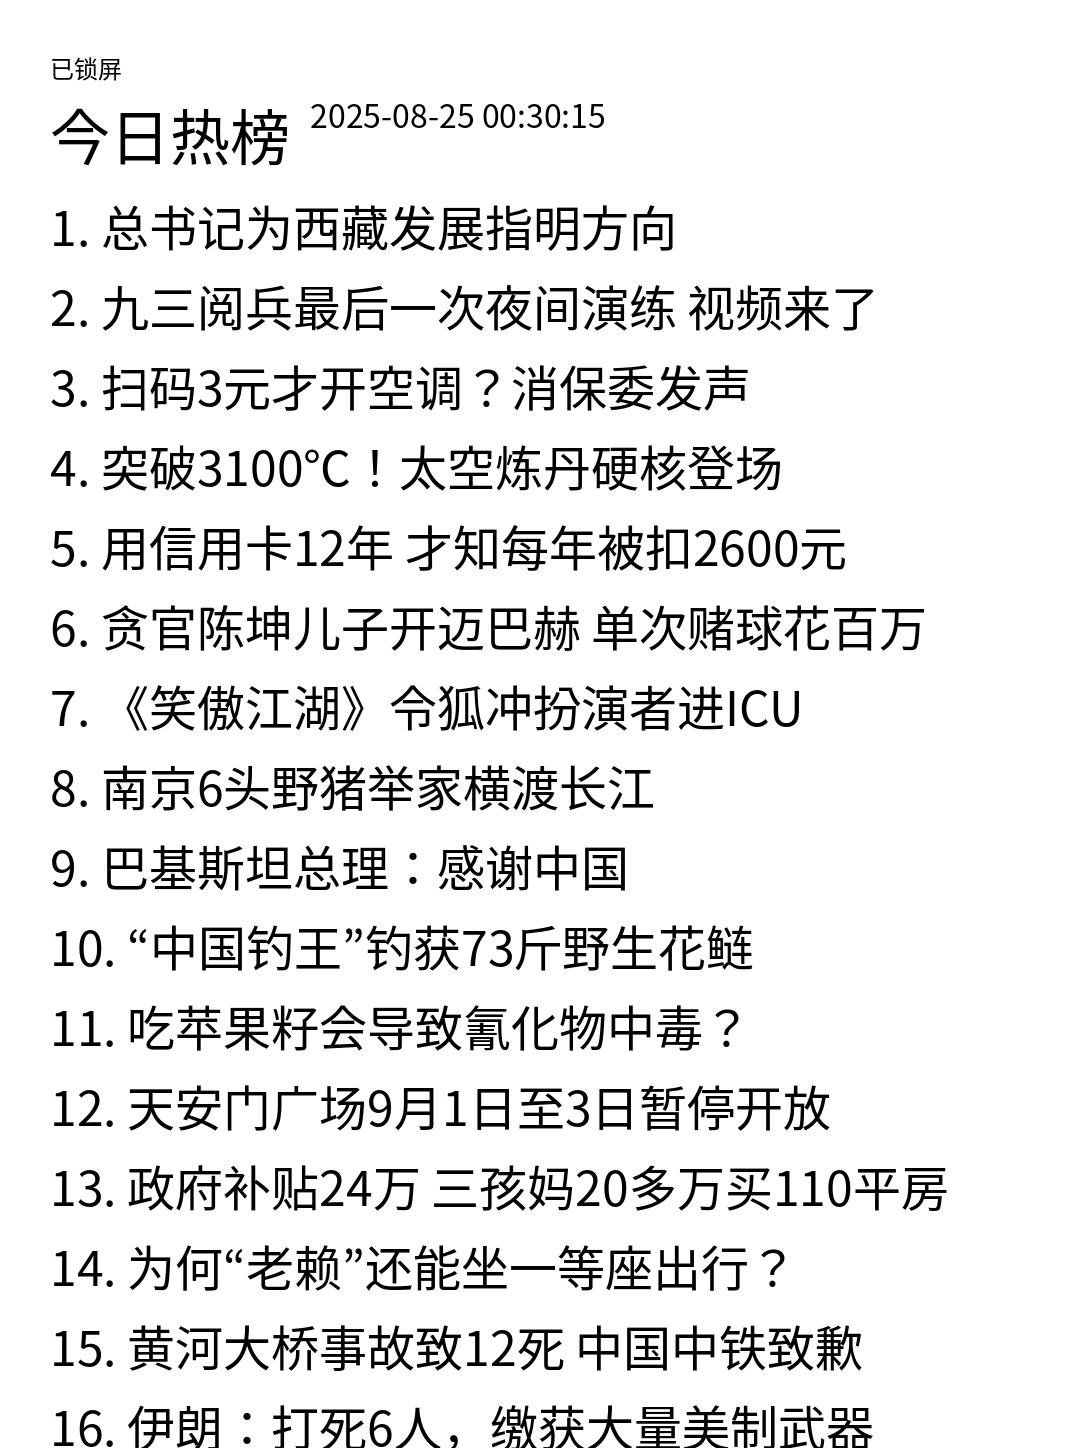 已锁屏
今日热榜 2025-08-25 00:30:15
1. 总书记为西藏发展指明方向
2. 九三阅兵最后一次夜间演练 视频来了
3. 扫码3元才开空调？消保委发声
4. 突破3100℃！太空炼丹硬核登场
5. 用信用卡12年 才知每年被扣2600元
6. 贪官陈坤儿子开迈巴赫 单次赌球花百万
7. 《笑傲江湖》令狐冲扮演者进ICU
8. 南京6头野猪举家横渡长江
9. 巴基斯坦总理：感谢中国
10. “中国钓王”钓获73斤野生花鲢
11. 吃苹果籽会导致氰化物中毒？
12. 天安门广场9月1日至3日暂停开放
13. 政府补贴24万 三孩妈20多万买110平房
14. 为何“老赖”还能坐一等座出行？
15. 黄河大桥事故致12死 中国中铁致歉
16. 伊朗：打死6人，缴获大量美制武器